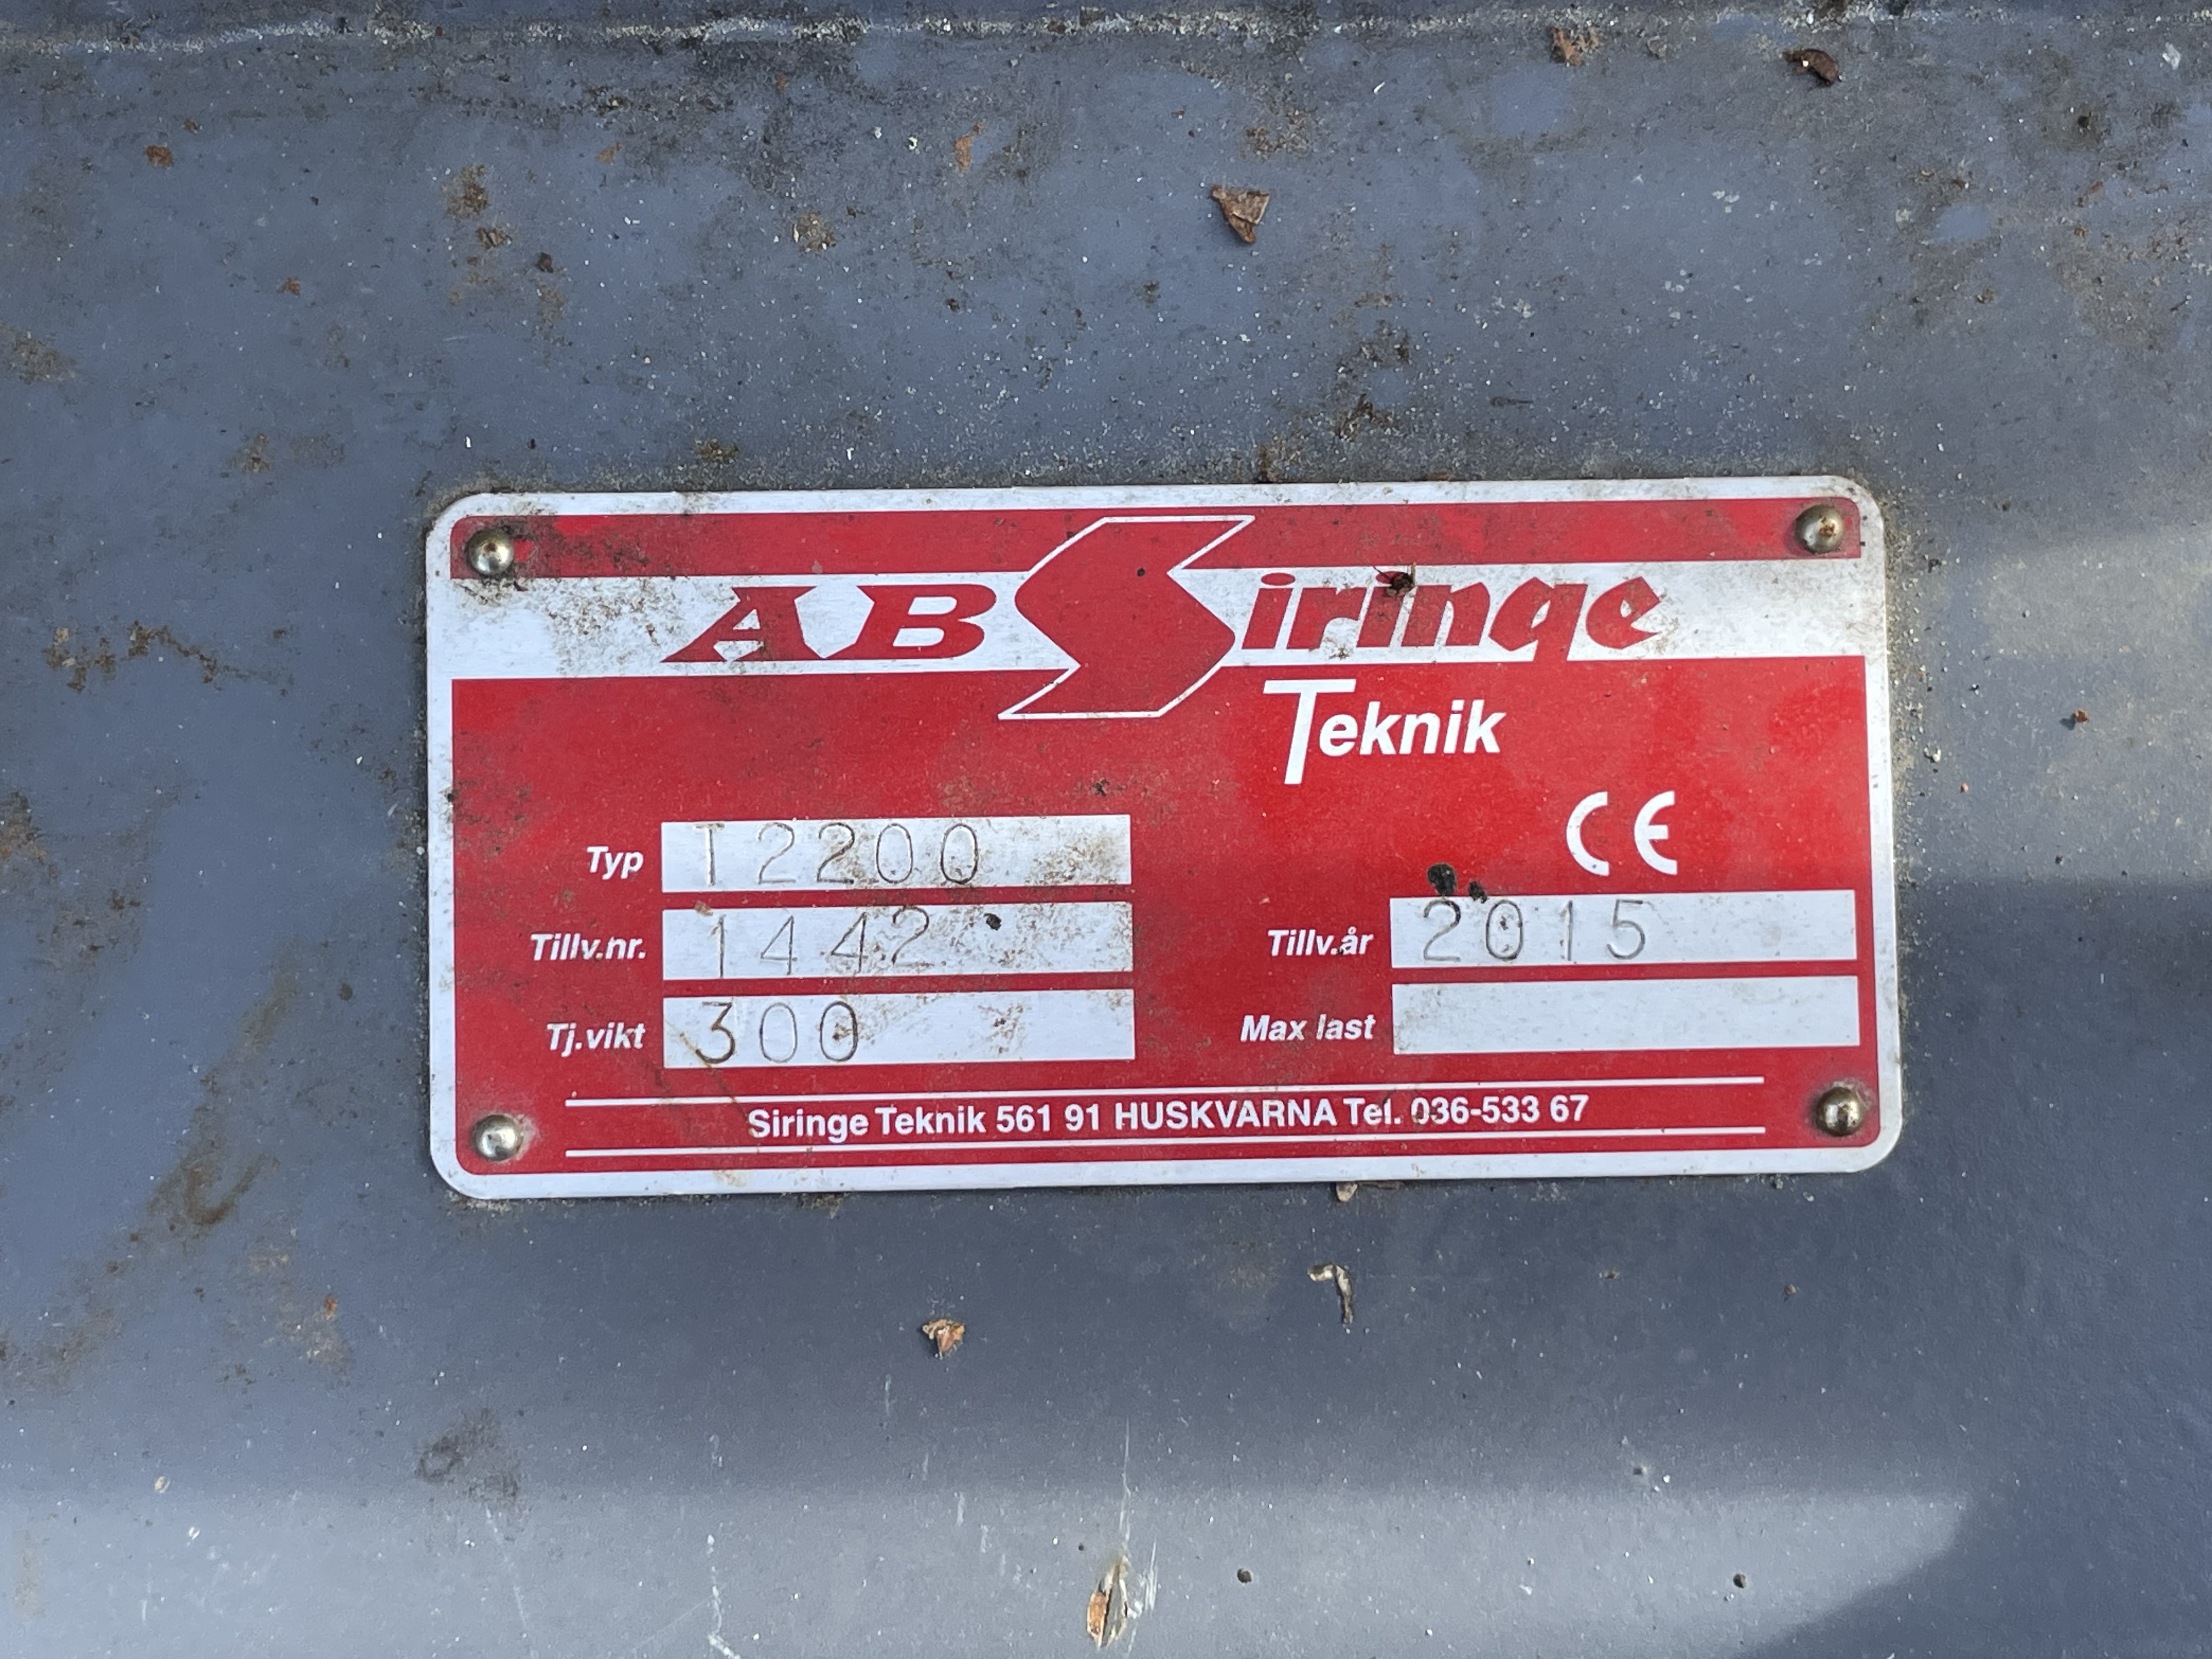 AB Siringe
Teknik
CE
Typ T2200
Tillv.nr. 1442 Tillv.år 2015
Tj.vikt 300 Max last
Siringe Teknik 561 91 HUSKVARNA Tel. 036-533 67